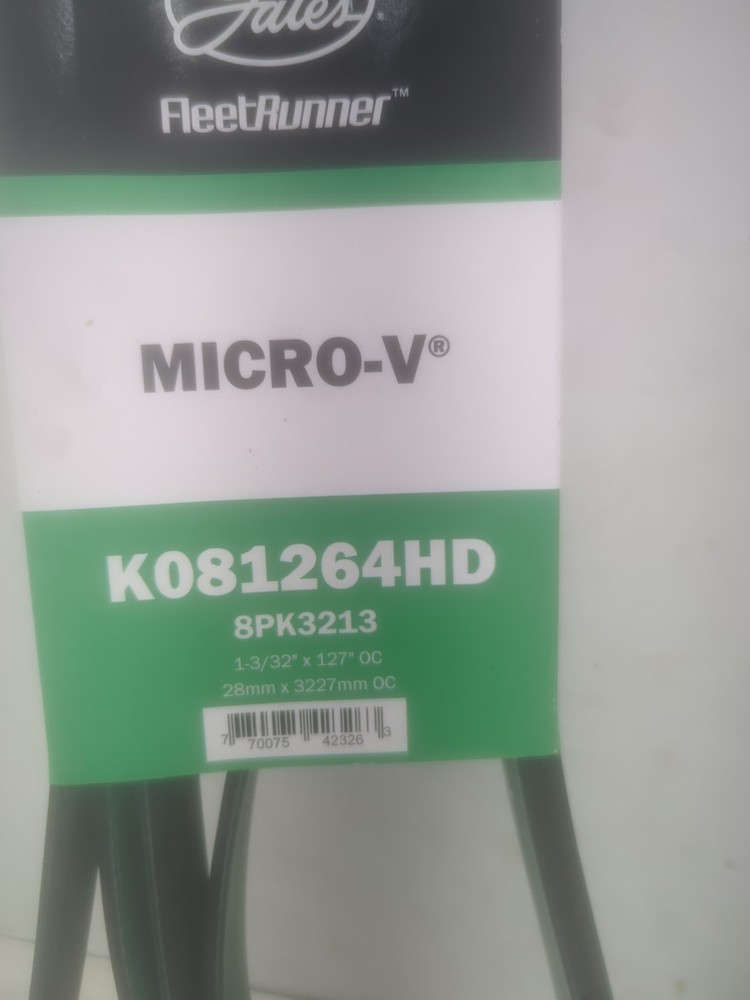 Gates®
FleetRunner™
MICRO-V®
K081264HD
8PK3213
1-3/32" x 127" OC
28mm x 3227mm OC
7 70075 42326 3